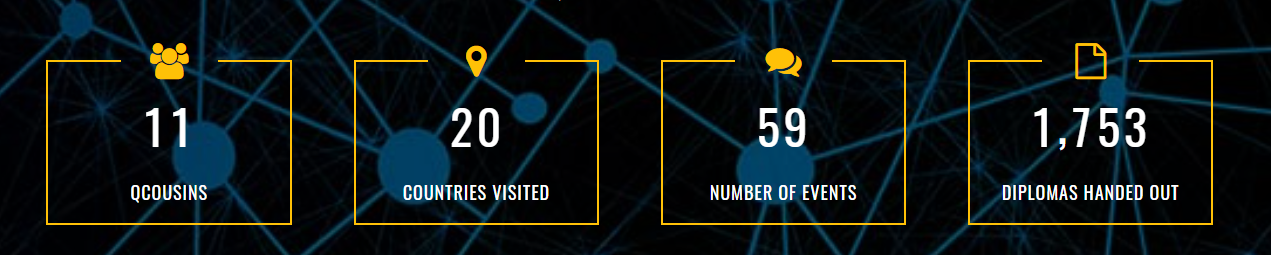 11
QCOUSINS
20
COUNTRIES VISITED
59
NUMBER OF EVENTS
1,753
DIPLOMAS HANDED OUT